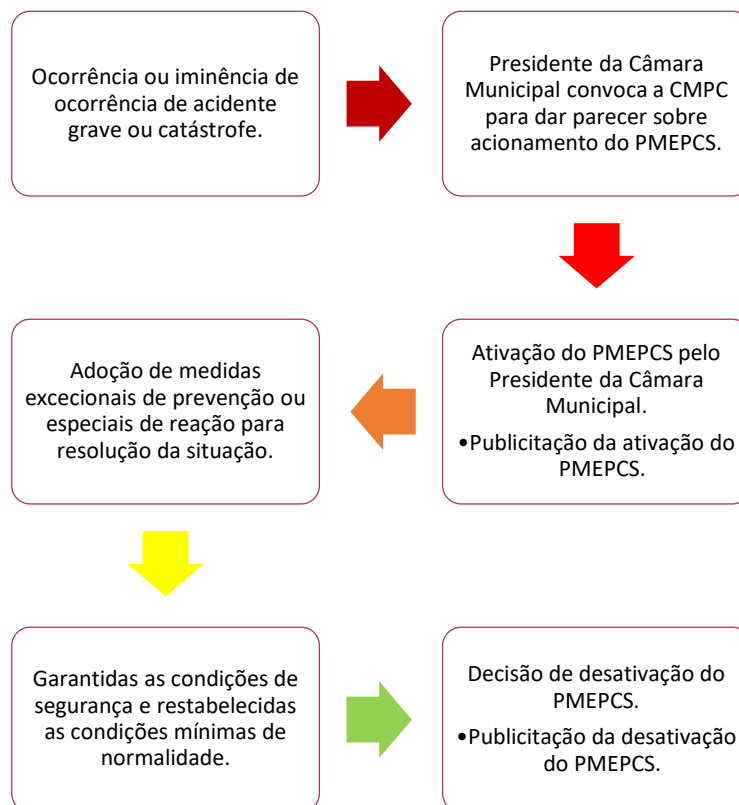 Ocorrência ou iminência de
ocorrência de acidente
grave ou catástrofe.
Presidente da Câmara
Municipal convoca a CMPC
para dar parecer sobre
acionamento do PMEPCS.
Ativação do PMEPCS pelo
Presidente da Câmara
Municipal.
•Publicitação da ativação do
PMEPCS.
Adoção de medidas
excecionais de prevenção ou
especiais de reação para
resolução da situação.
Garantidas as condições de
segurança e restabelecidas
as condições mínimas de
normalidade.
Decisão de desativação do
PMEPCS.
•Publicitação da desativação
do PMEPCS.